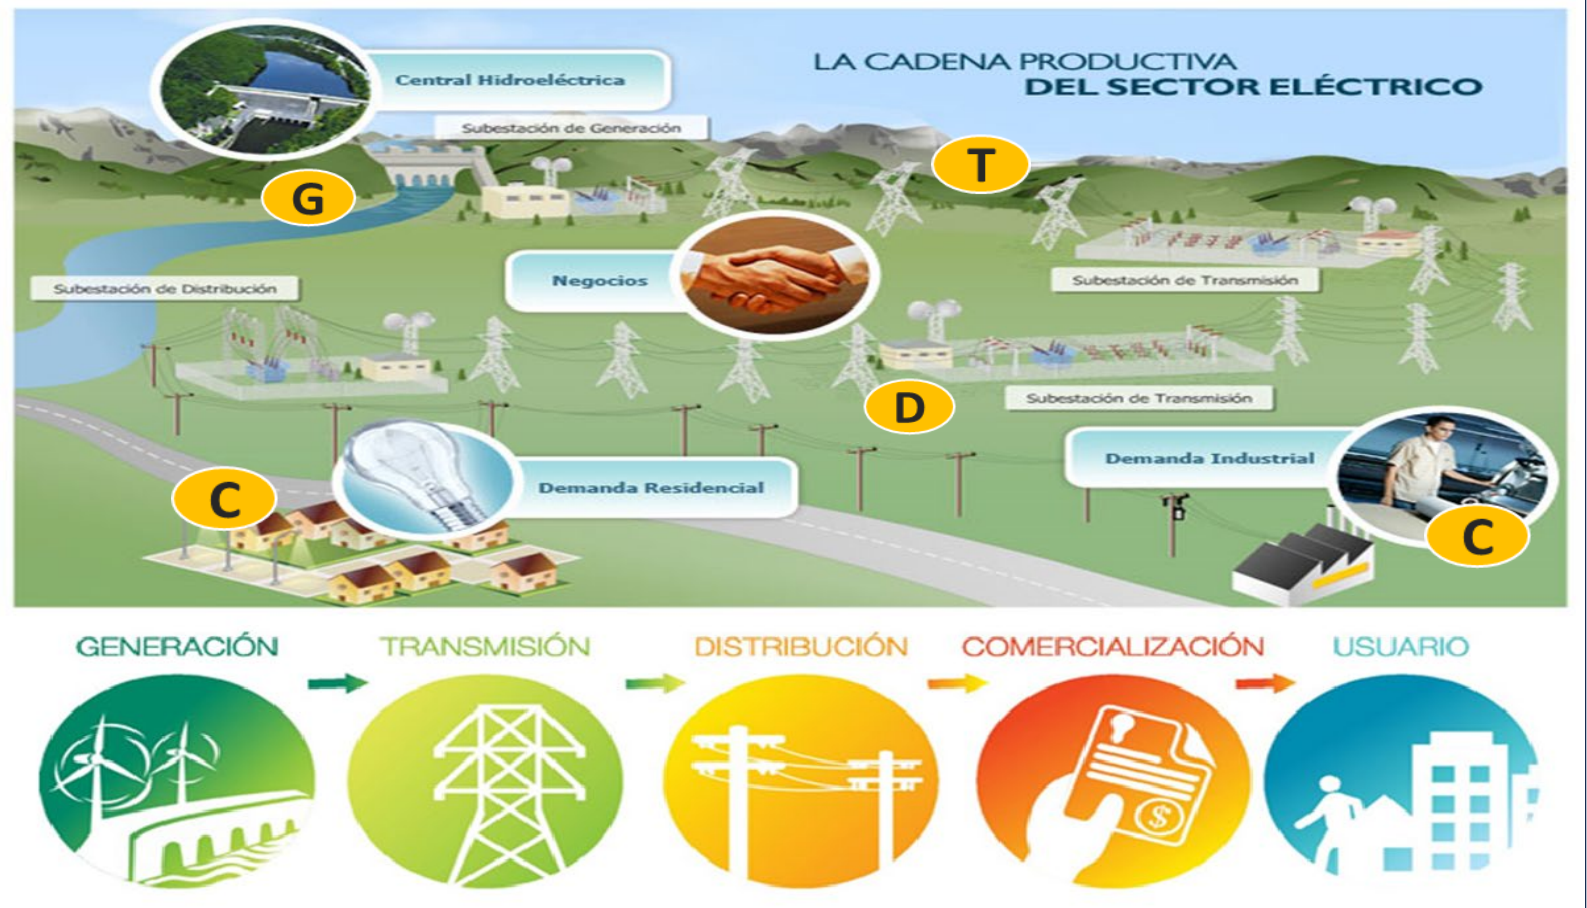 LA CADENA PRODUCTIVA
DEL SECTOR ELÉCTRICO
Central Hidroeléctrica
Subestación de Generación
T
G
Negocios
Subestación de Transmisión
Subestación de Distribución
D
Subestación de Transmisión
Demanda Industrial
Demanda Residencial
C
C
GENERACIÓN
TRANSMISIÓN
DISTRIBUCIÓN
COMERCIALIZACIÓN
USUARIO
$